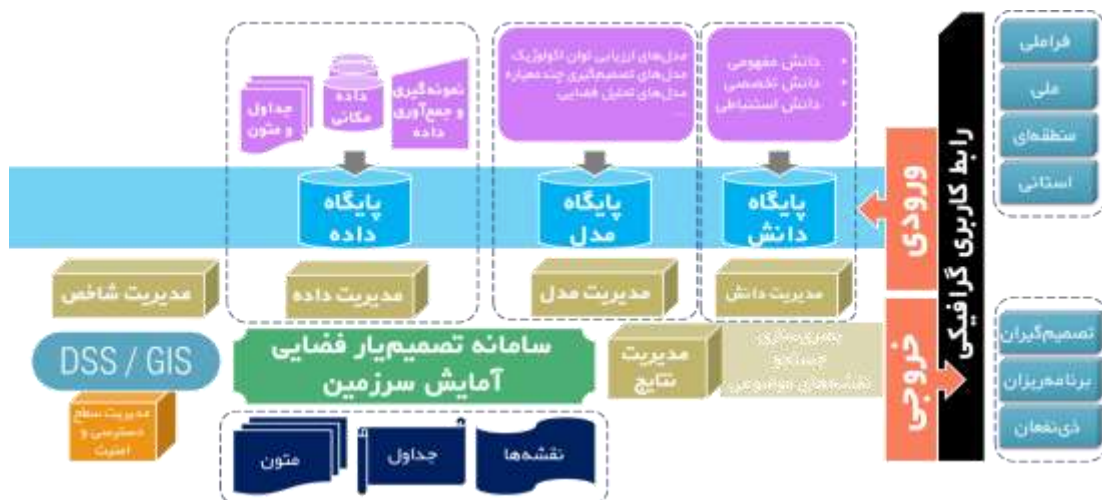 فراملی
ملی
منطقه‌ای
استانی
رابط کاربری گرافیکی
ورودی
خروجی
تصمیم‌گیران
برنامه‌ریزان
ذی‌نفعان
دانش مفهومی
دانش تخصصی
دانش استنباطی
پایگاه
دانش
مدیریت دانش
مدل‌های ارزیابی توان اکولوژیک
مدل‌های تصمیم‌گیری چندمعیاره
مدل‌های تحلیل فضایی
...
پایگاه
مدل
مدیریت مدل
نمونه‌گیری
و جمع‌آوری
داده
داده
مکانی
جداول
و متون
پایگاه
داده
مدیریت داده
مدیریت شاخص
جستجو
نقشه‌های موضوعی
مدیریت
نتایج
سامانه تصمیم‌یار فضایی
آمایش سرزمین
DSS / GIS
مدیریت سطح
دسترسی و
امنیت
نقشه‌ها
جداول
متون